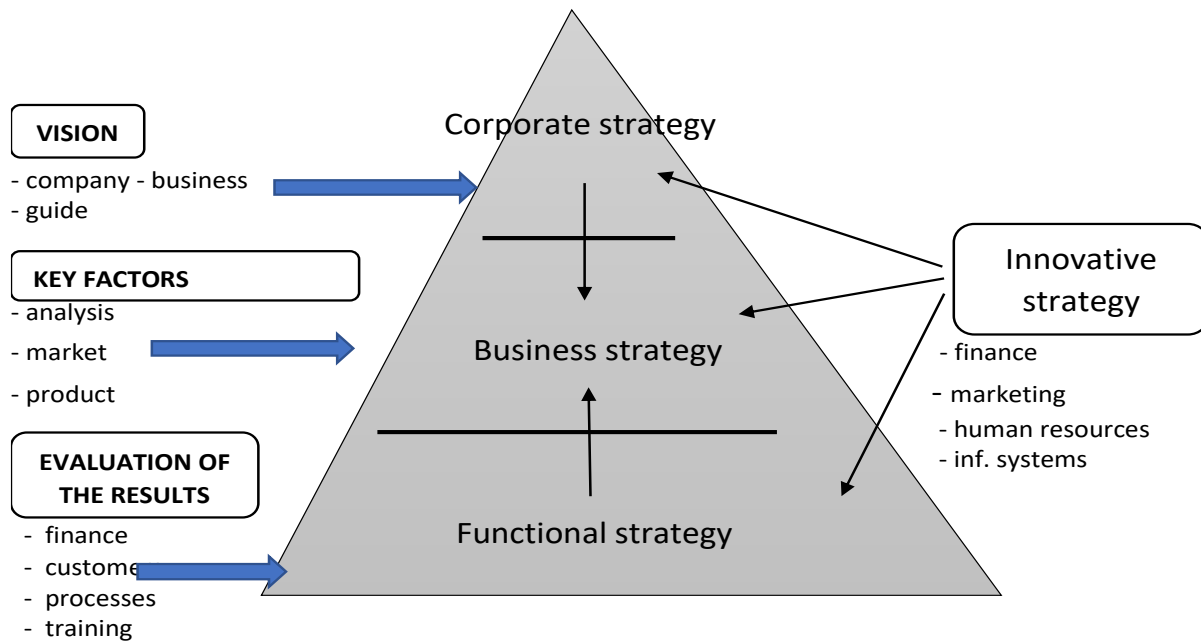 Corporate strategy
VISION
- company - business
- guide
KEY FACTORS
- analysis
- market
- product
Business strategy
Innovative
strategy
- finance
- marketing
- human resources
- inf. systems
EVALUATION OF
THE RESULTS
- finance
-
- processes
- training
Functional strategy